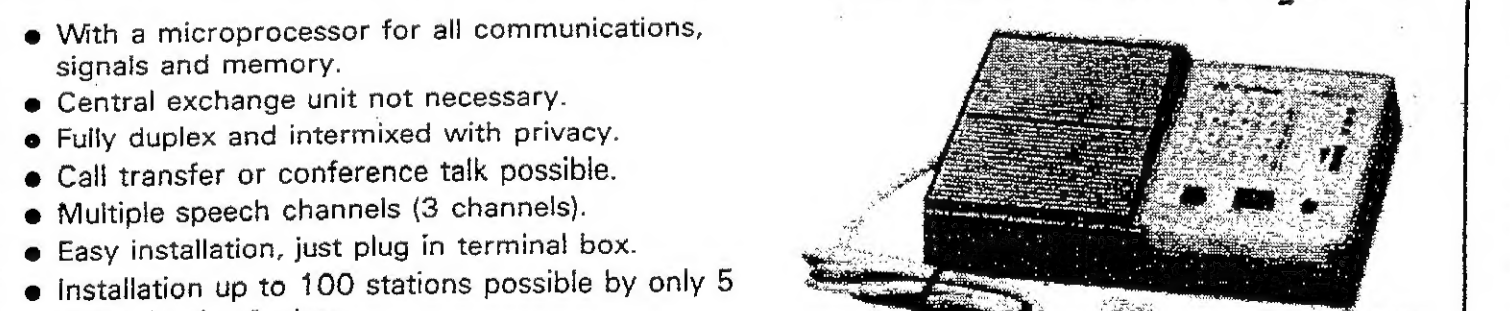 ● With a microprocessor for all communications,
signals and memory.
● Central exchange unit not necessary.
● Fully duplex and intermixed with privacy.
● Call transfer or conference talk possible.
● Multiple speech channels (3 channels).
● Easy installation, just plug in terminal box.
● Installation up to 100 stations possible by only 5